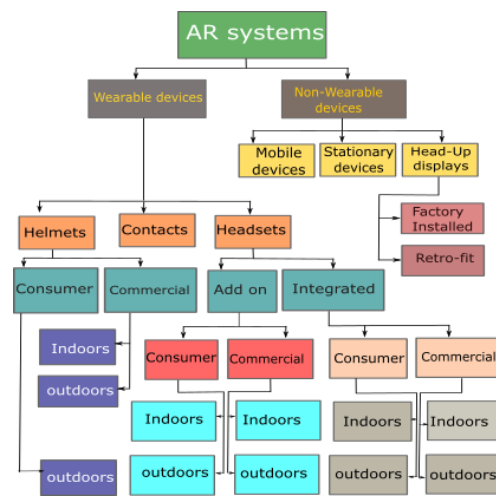 AR systems
Wearable devices
Non-Wearable
devices
Mobile
devices
Stationary
devices
Head-Up
displays
Factory
Installed
Retro-fit
Helmets
Contacts
Headsets
Consumer
Commercial
Add on
Integrated
Indoors
outdoors
outdoors
Consumer
Commercial
Consumer
Commercial
Indoors
Indoors
Indoors
Indoors
outdoors
outdoors
outdoors
outdoors